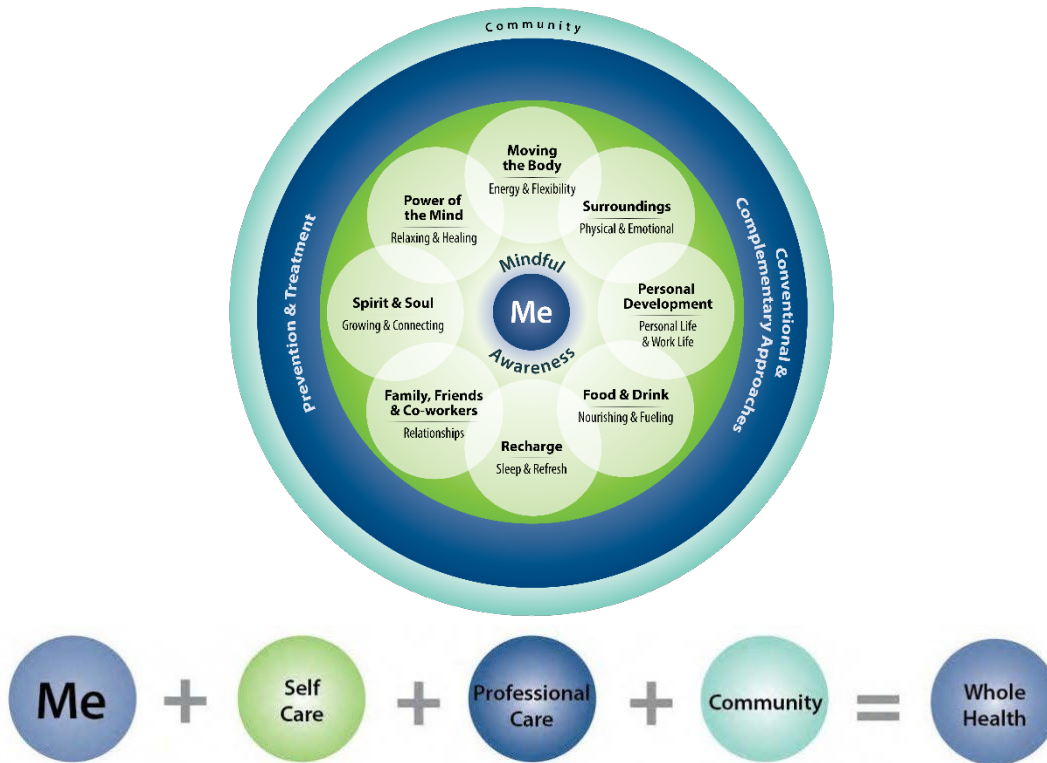 Community
Moving
the Body
Energy & Flexibility
Power of
the Mind
Relaxing & Healing
Surroundings
Physical & Emotional
Prevention & Treatment
Conventional &
Complementary Approaches
Mindful
Me
Awareness
Spirit & Soul
Growing & Connecting
Personal
Development
Personal Life
& Work Life
Family, Friends
& Co-workers
Relationships
Food & Drink
Nourishing & Fueling
Recharge
Sleep & Refresh
Me
+
Self
Care
+
Professional
Care
+
Community
=
Whole
Health